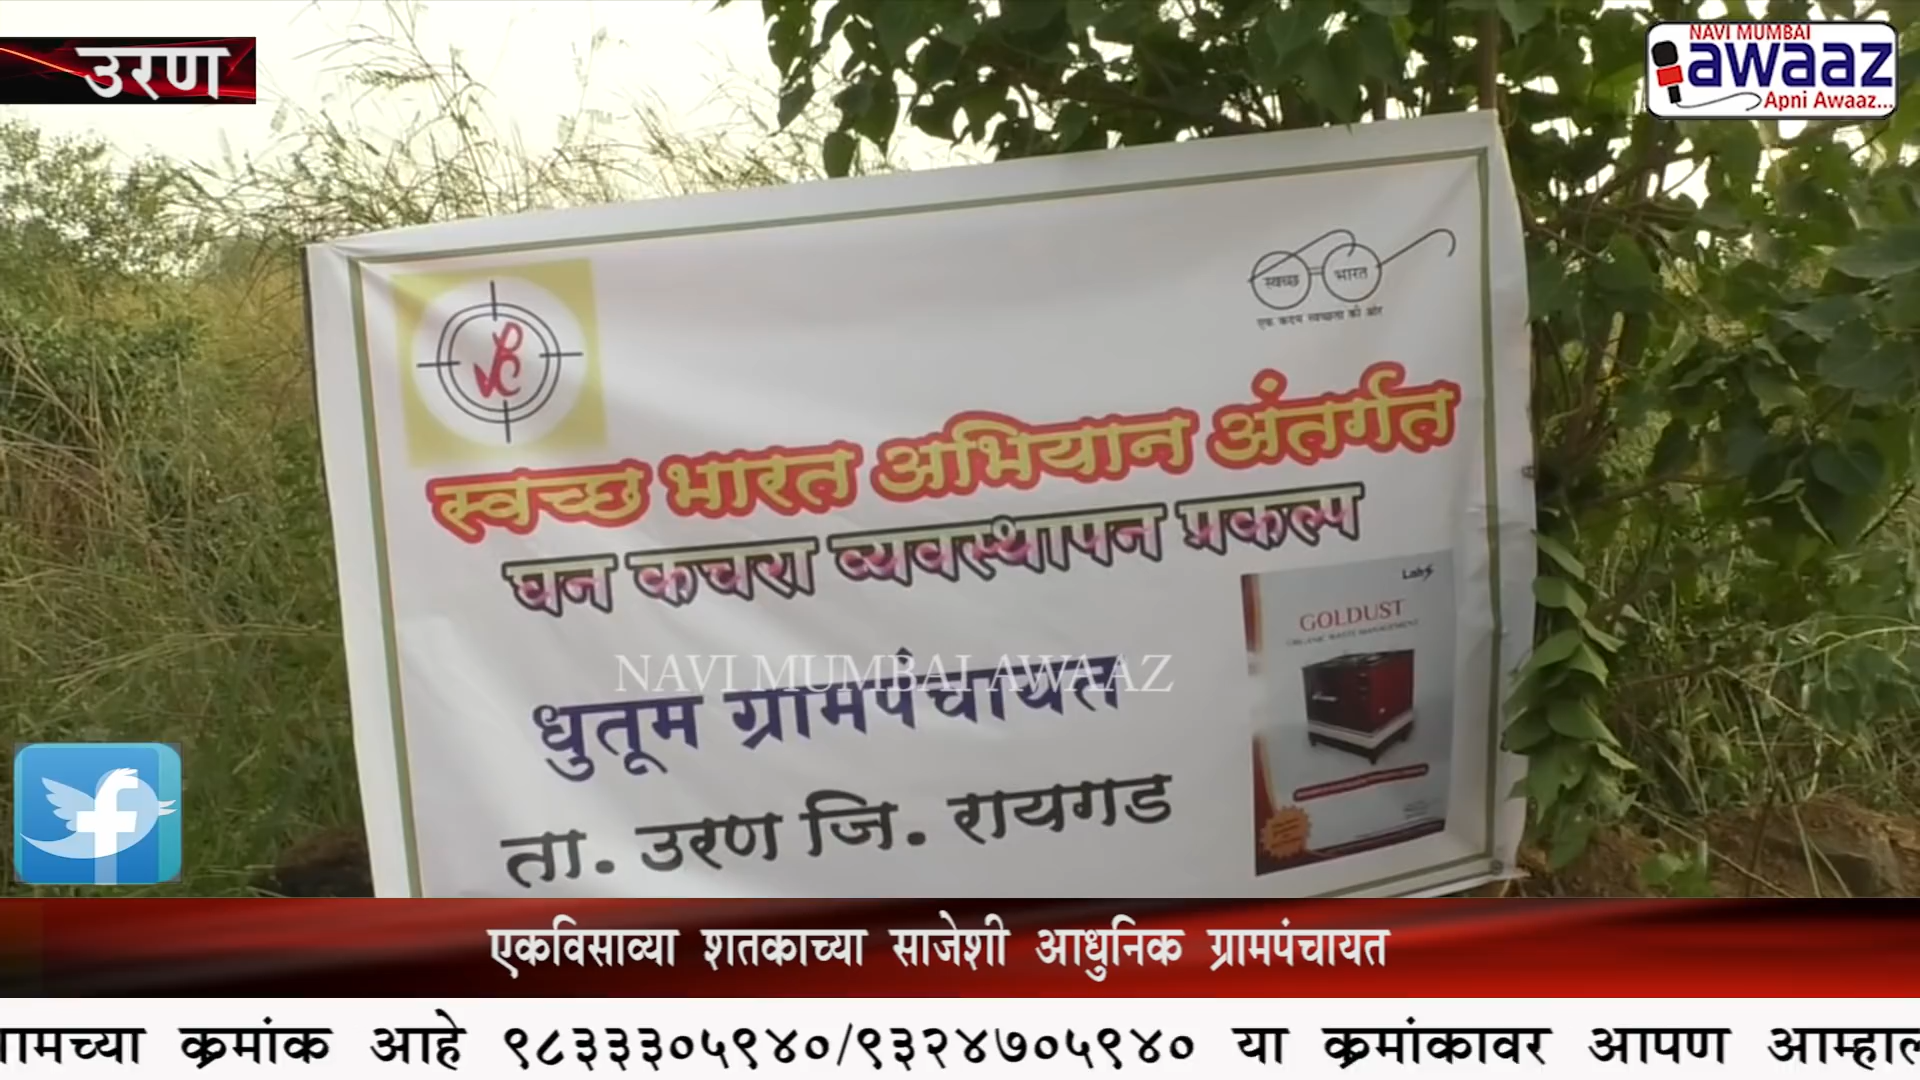 उरण
NAVI MUMBAI
awaaz
Apni Awaaz...
स्वच्छ भारत
एक कदम स्वच्छता की ओर
स्वच्छ भारत अभियान अंतर्गत
घन कचरा व्यवस्थापन प्रकल्प
Labs
GOLDUST
ORGANIC WASTE MANAGEMENT
NAVI MUMBAI AWAAZ
धुतूम ग्रामपंचायत
ता. उरण जि. रायगड
एकविसाव्या शतकाच्या साजेशी आधुनिक ग्रामपंचायत
क्रमांक आहे ९८३३३०५९४०/९३२४७०५९४० या क्रमांकावर आपण